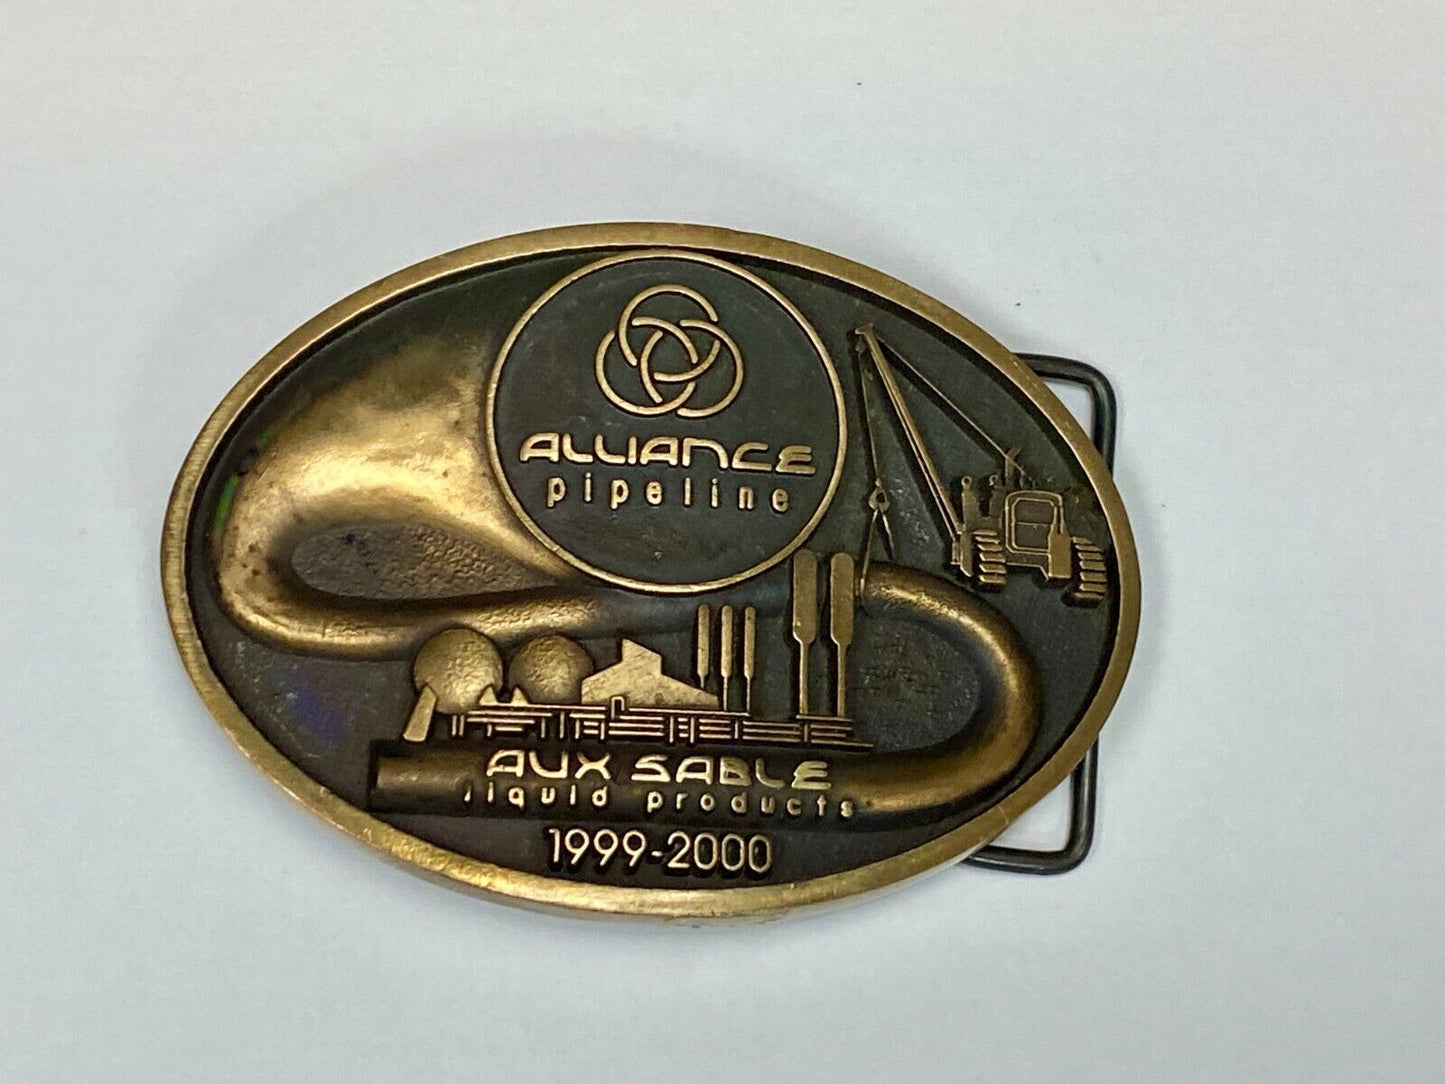 ALLIANCE
pipeline
AUX SABLE
liquid products
1999-2000